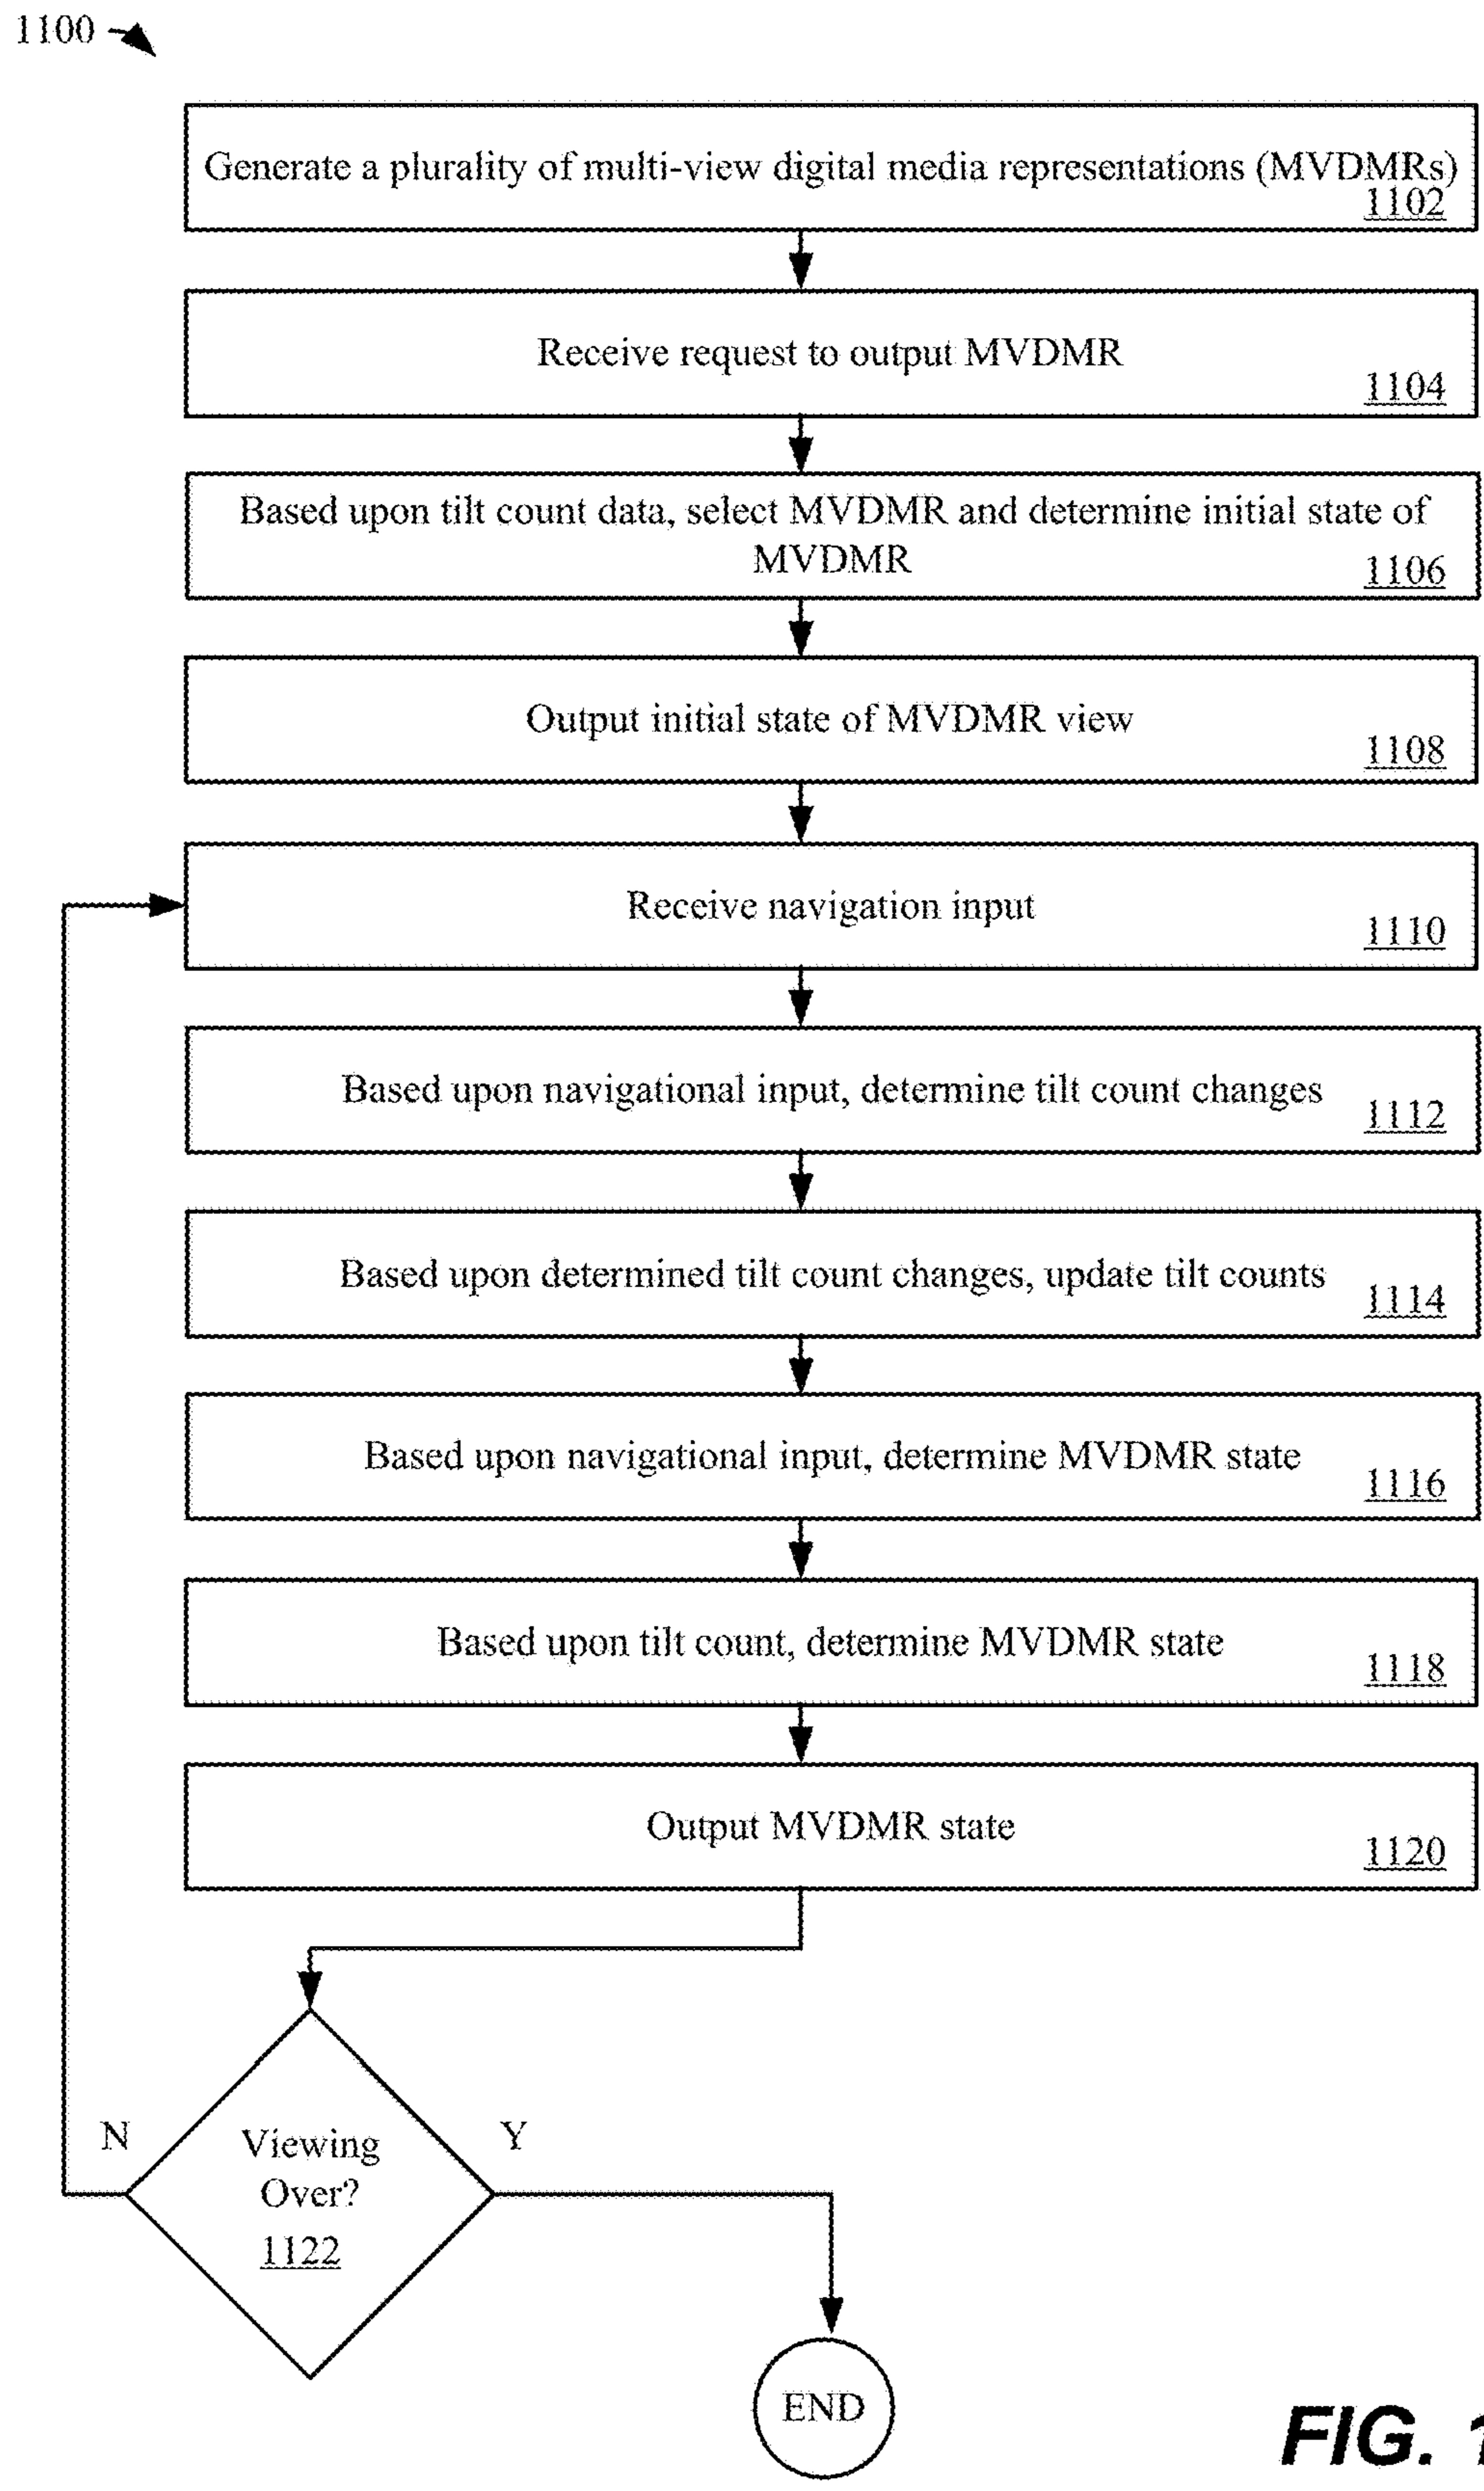 1100
Generate a plurality of multi-view digital media representations (MVDMRs)
1102
Receive request to output MVDMR
1104
Based upon tilt count data, select MVDMR and determine initial state of
MVDMR
1106
Output initial state of MVDMR view
1108
Receive navigation input
1110
Based upon navigational input, determine tilt count changes
1112
Based upon determined tilt count changes, update tilt counts
1114
Based upon navigational input, determine MVDMR state
1116
Based upon tilt count, determine MVDMR state
1118
Output MVDMR state
1120
N
Y
Viewing
Over?
1122
END
FIG.